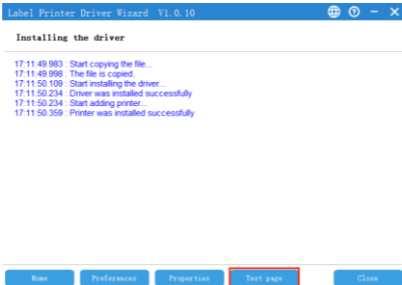 Label Printer Driver Wizard V1.0.10
Installing the driver
17:11:49.983 : Start copying the file...
17:11:49.998 : The file is copied.
17:11:50.109 : Start installing the driver...
17:11:50.234 : Driver was installed successfully
17:11:50.234 : Start adding printer...
17:11:50.359 : Printer was installed successfully
Home Preferences Properties Test page Close